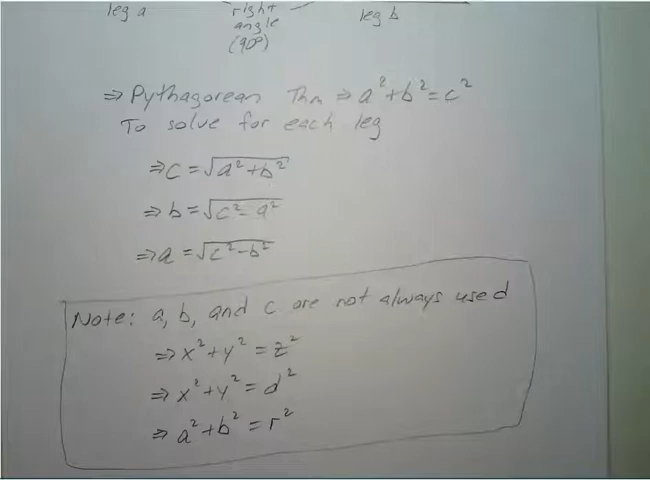 leg a
right
angle
(90°)
leg b
⇒ Pythagorean Thm ⇒ a²+b²=c²
To solve for each leg
⇒ c = √(a²+b²)
⇒ b = √(c²-a²)
⇒ a = √(c²-b²)
Note: a, b, and c are not always used
⇒ x²+y² = z²
⇒ x²+y² = d²
⇒ a²+b² = r²